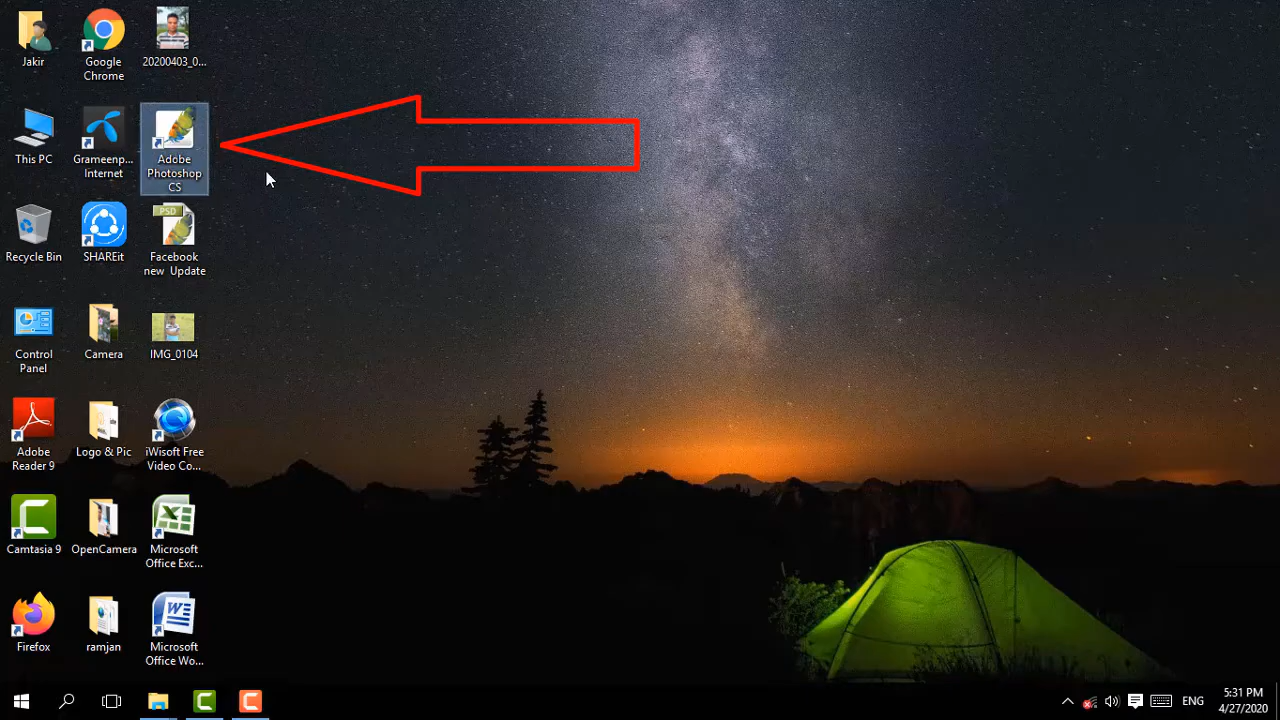 Jakir
Google
Chrome
20200403_0...
This PC
Grameenp...
Internet
Adobe
Photoshop
CS
Recycle Bin
SHAREit
PSD
Facebook
new Update
Control
Panel
Camera
IMG_0104
Adobe
Reader 9
Logo & Pic
iWisoft Free
Video Co...
Camtasia 9
OpenCamera
Microsoft
Office Exc...
Firefox
ramjan
Microsoft
Office Wo...
ENG
5:31 PM
4/27/2020